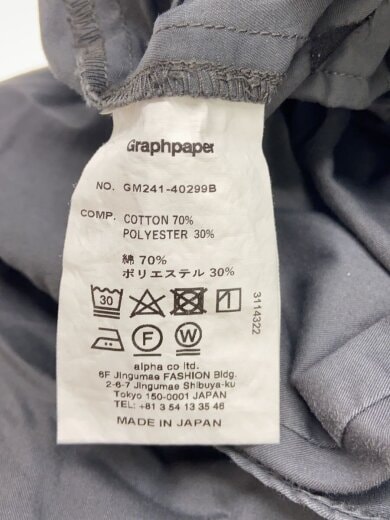 Graphpaper
NO. GM241-40299B
COMP. COTTON 70%
POLYESTER 30%
綿 70%
ポリエステル 30%
30
F W
3114322
alpha co ltd.
6F Jingumae FASHION Bldg.
2-6-7 Jingumae Shibuya-ku
Tokyo 150-0001 JAPAN
TEL: +81 3 54 13 35 46
MADE IN JAPAN